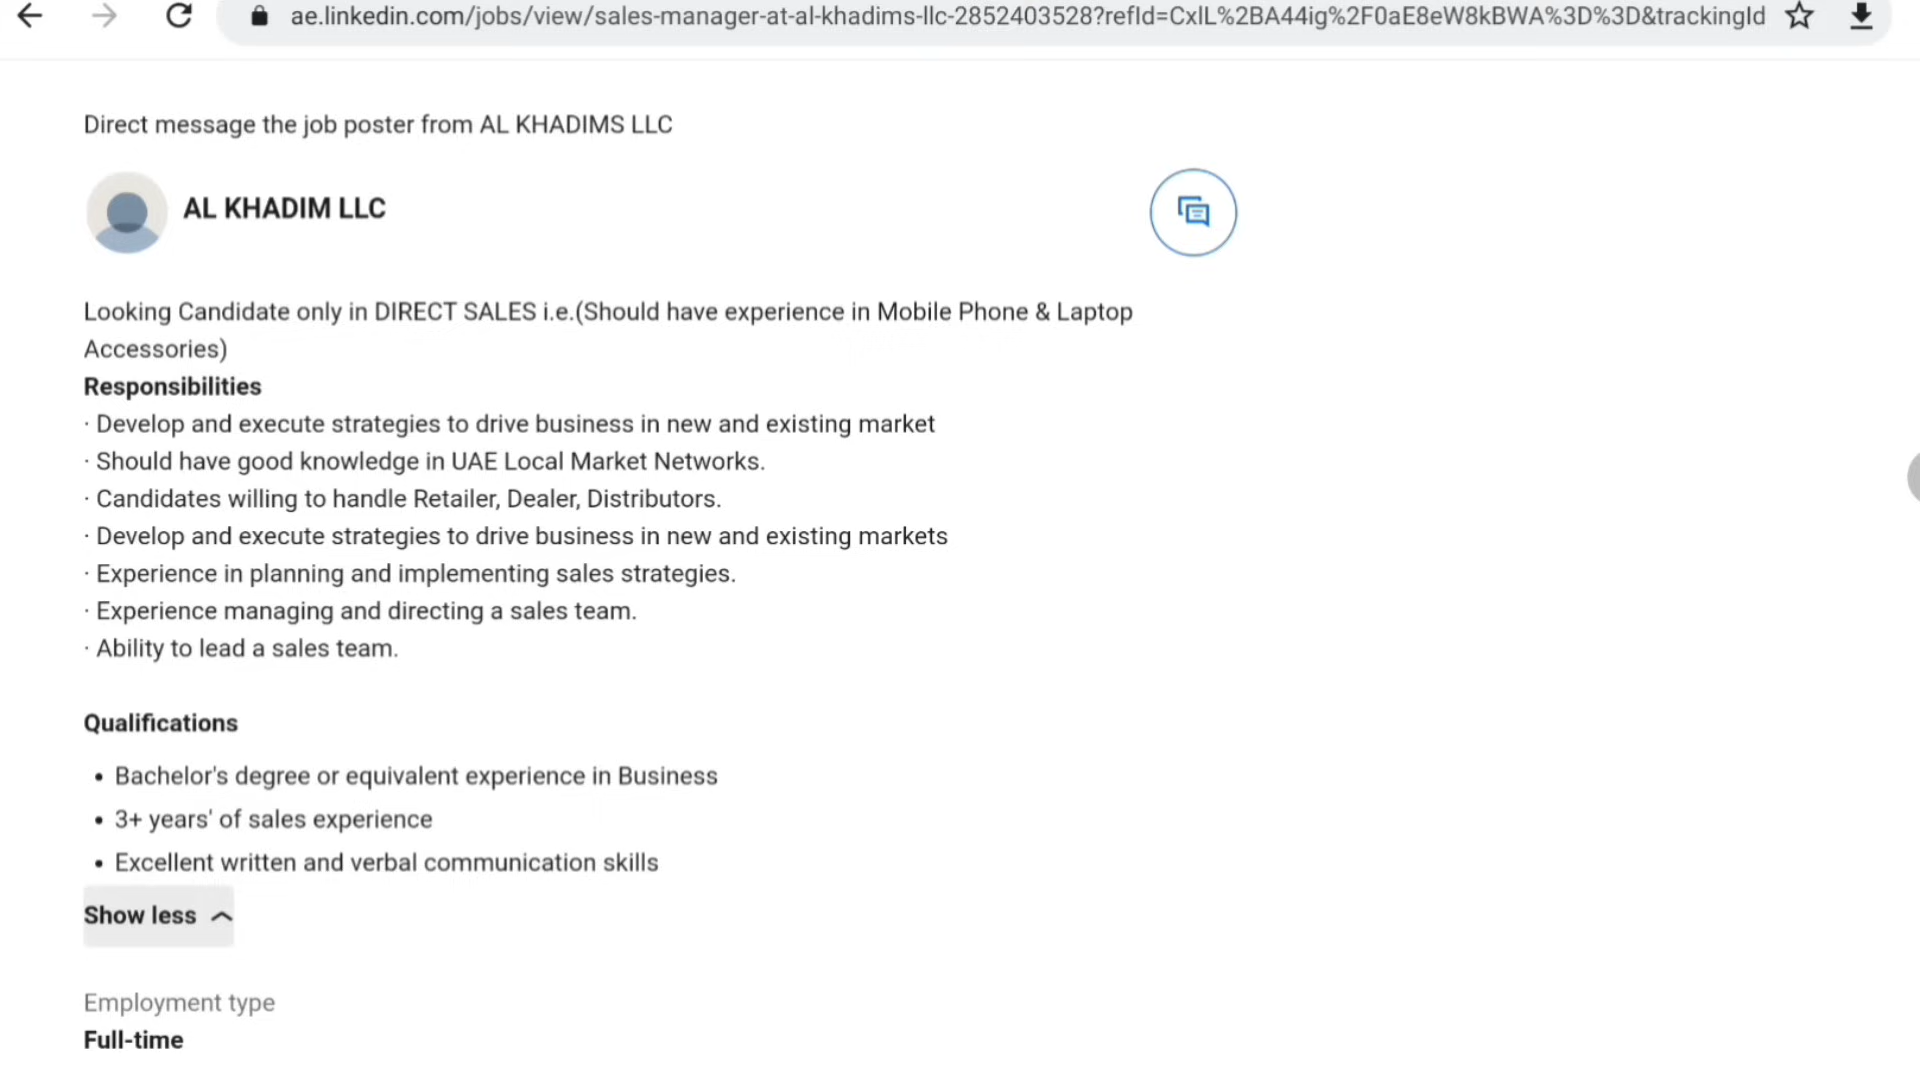 ae.linkedin.com/jobs/view/sales-manager-at-al-khadims-llc-2852403528?refId=CxlL%2BA44ig%2F0aE8eW8kBWA%3D%3D&trackingId
Direct message the job poster from AL KHADIMS LLC
AL KHADIM LLC
Looking Candidate only in DIRECT SALES i.e.(Should have experience in Mobile Phone & Laptop
Accessories)
Responsibilities
· Develop and execute strategies to drive business in new and existing market
· Should have good knowledge in UAE Local Market Networks.
· Candidates willing to handle Retailer, Dealer, Distributors.
· Develop and execute strategies to drive business in new and existing markets
· Experience in planning and implementing sales strategies.
· Experience managing and directing a sales team.
· Ability to lead a sales team.
Qualifications
• Bachelor's degree or equivalent experience in Business
• 3+ years' of sales experience
• Excellent written and verbal communication skills
Show less
Employment type
Full-time